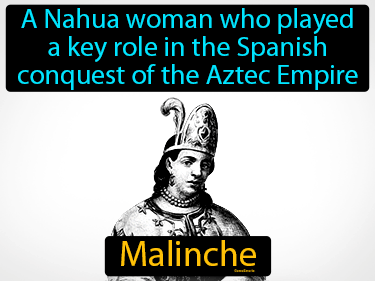 A Nahua woman who played
a key role in the Spanish
conquest of the Aztec Empire
Malinche